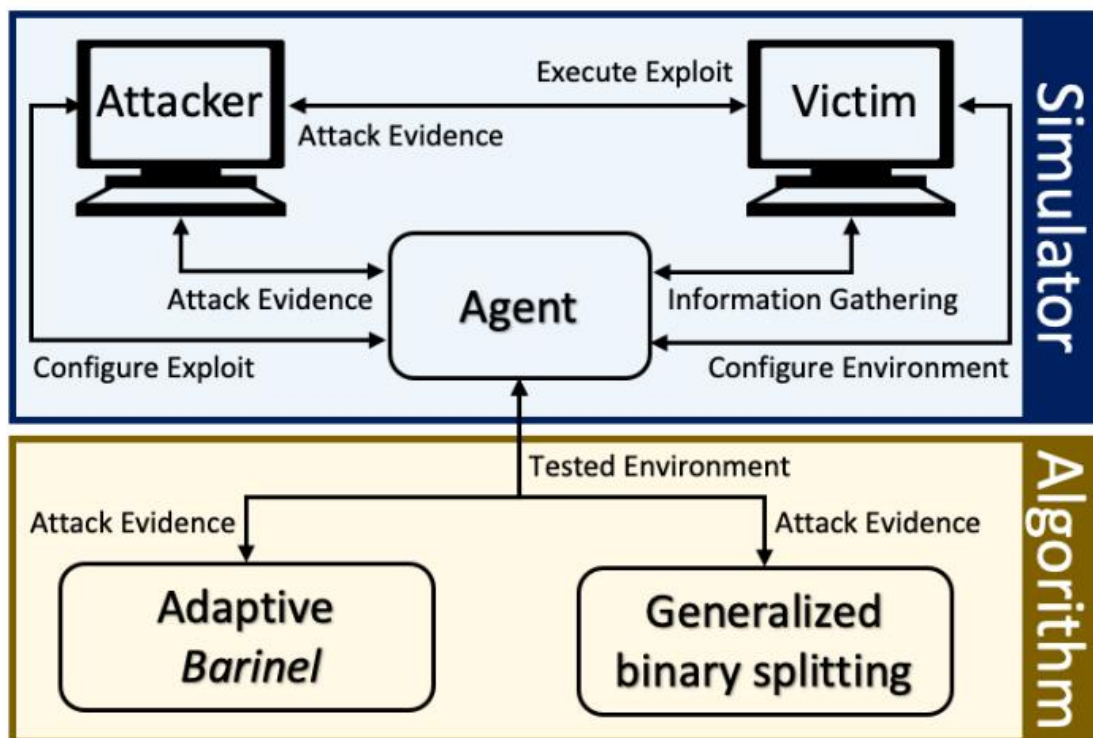 Simulator
Attacker
Execute Exploit
Victim
Attack Evidence
Agent
Attack Evidence
Information Gathering
Configure Exploit
Configure Environment
Algorithm
Tested Environment
Attack Evidence
Attack Evidence
Adaptive
Barinel
Generalized
binary splitting